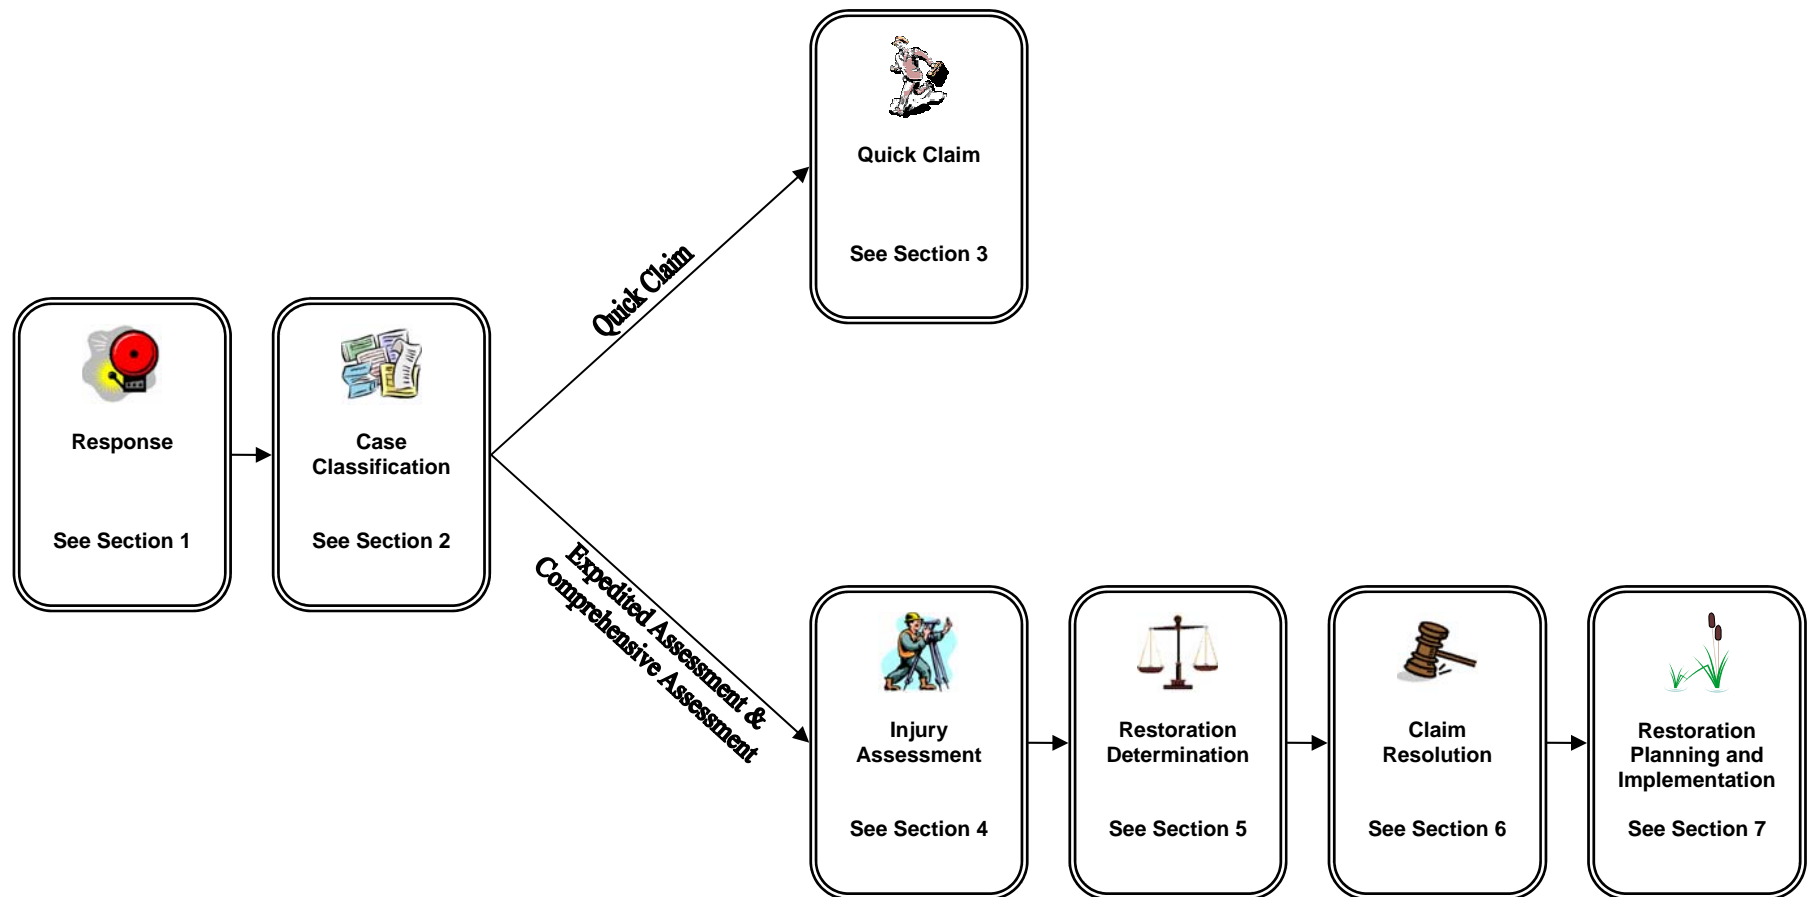 Quick Claim
See Section 3
Quick Claim
Response
See Section 1
Case
Classification
See Section 2
Expedited Assessment &
Comprehensive Assessment
Injury
Assessment
See Section 4
Restoration
Determination
See Section 5
Claim
Resolution
See Section 6
Restoration
Planning and
Implementation
See Section 7